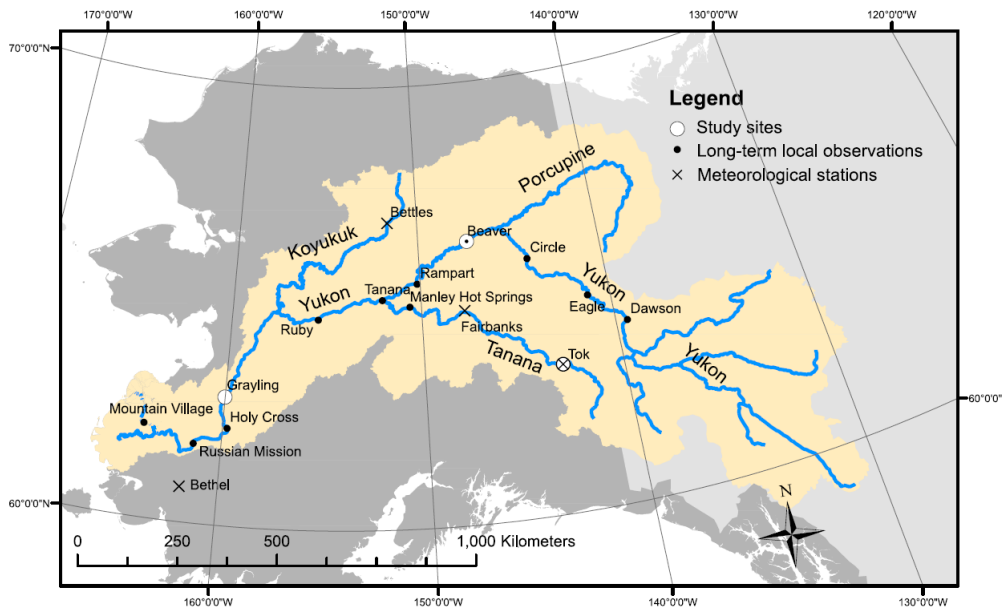 170°0'0"W
160°0'0"W
150°0'0"W
140°0'0"W
130°0'0"W
120°0'0"W
70°0'0"N
Legend
Study sites
Long-term local observations
Meteorological stations
Porcupine
Bettles
Koyukuk
Beaver
Circle
Rampart
Yukon
Tanana
Manley Hot Springs
Yukon
Eagle
Dawson
Ruby
Fairbanks
Tanana
Tok
Yukon
Grayling
60°0'0"N
Mountain Village
Holy Cross
Russian Mission
Bethel
N
60°0'0"N
0
250
500
1,000 Kilometers
160°0'0"W
150°0'0"W
140°0'0"W
130°0'0"W